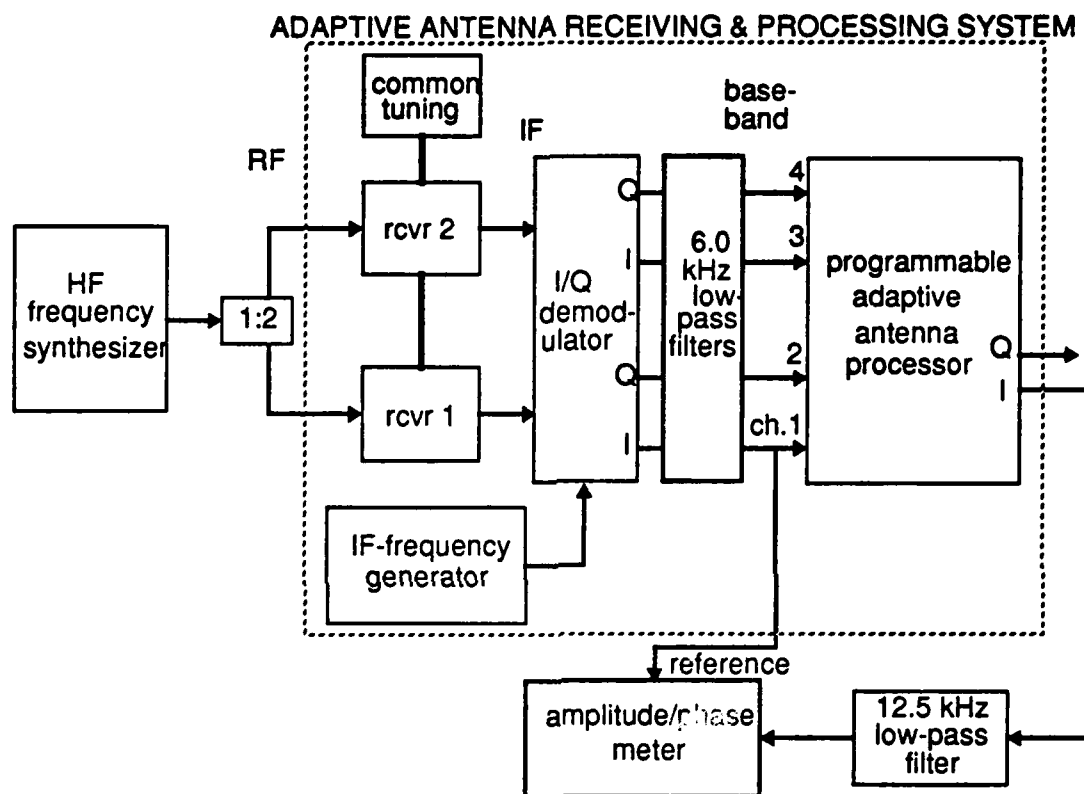 ADAPTIVE ANTENNA RECEIVING & PROCESSING SYSTEM
common
tuning
base-
band
IF
RF
HF
frequency
synthesizer
1:2
rcvr 2
rcvr 1
I/Q
demod-
ulator
Q
I
Q
I
6.0
kHz
low-
pass
filters
4
3
2
ch.1
programmable
adaptive
antenna
processor
Q
I
IF-frequency
generator
reference
amplitude/phase
meter
12.5 kHz
low-pass
filter